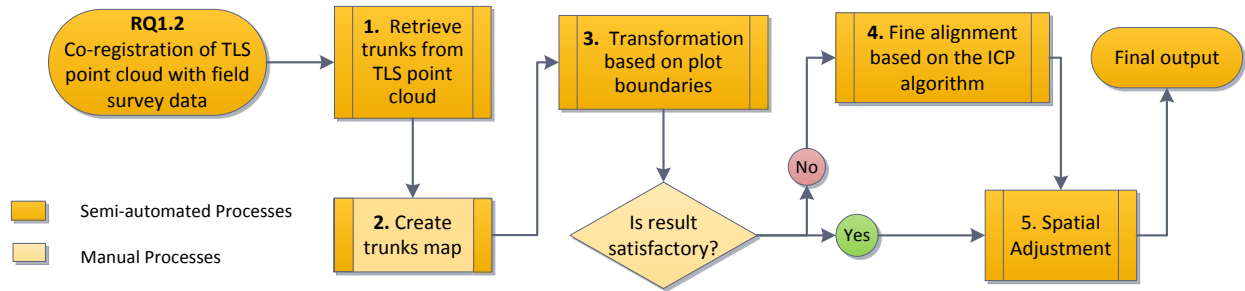 RQ1.2
Co-registration of TLS
point cloud with field
survey data
1. Retrieve
trunks from
TLS point
cloud
2. Create
trunks map
3. Transformation
based on plot
boundaries
Is result
satisfactory?
No
Yes
4. Fine alignment
based on the ICP
algorithm
5. Spatial
Adjustment
Final output
Semi-automated Processes
Manual Processes